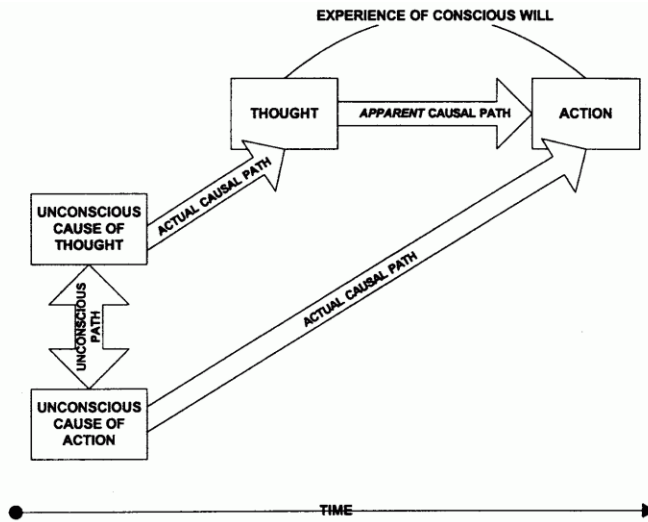 EXPERIENCE OF CONSCIOUS WILL
THOUGHT
APPARENT CAUSAL PATH
ACTION
ACTUAL CAUSAL PATH
UNCONSCIOUS
CAUSE OF
THOUGHT
UNCONSCIOUS
PATH
ACTUAL CAUSAL PATH
UNCONSCIOUS
CAUSE OF
ACTION
TIME